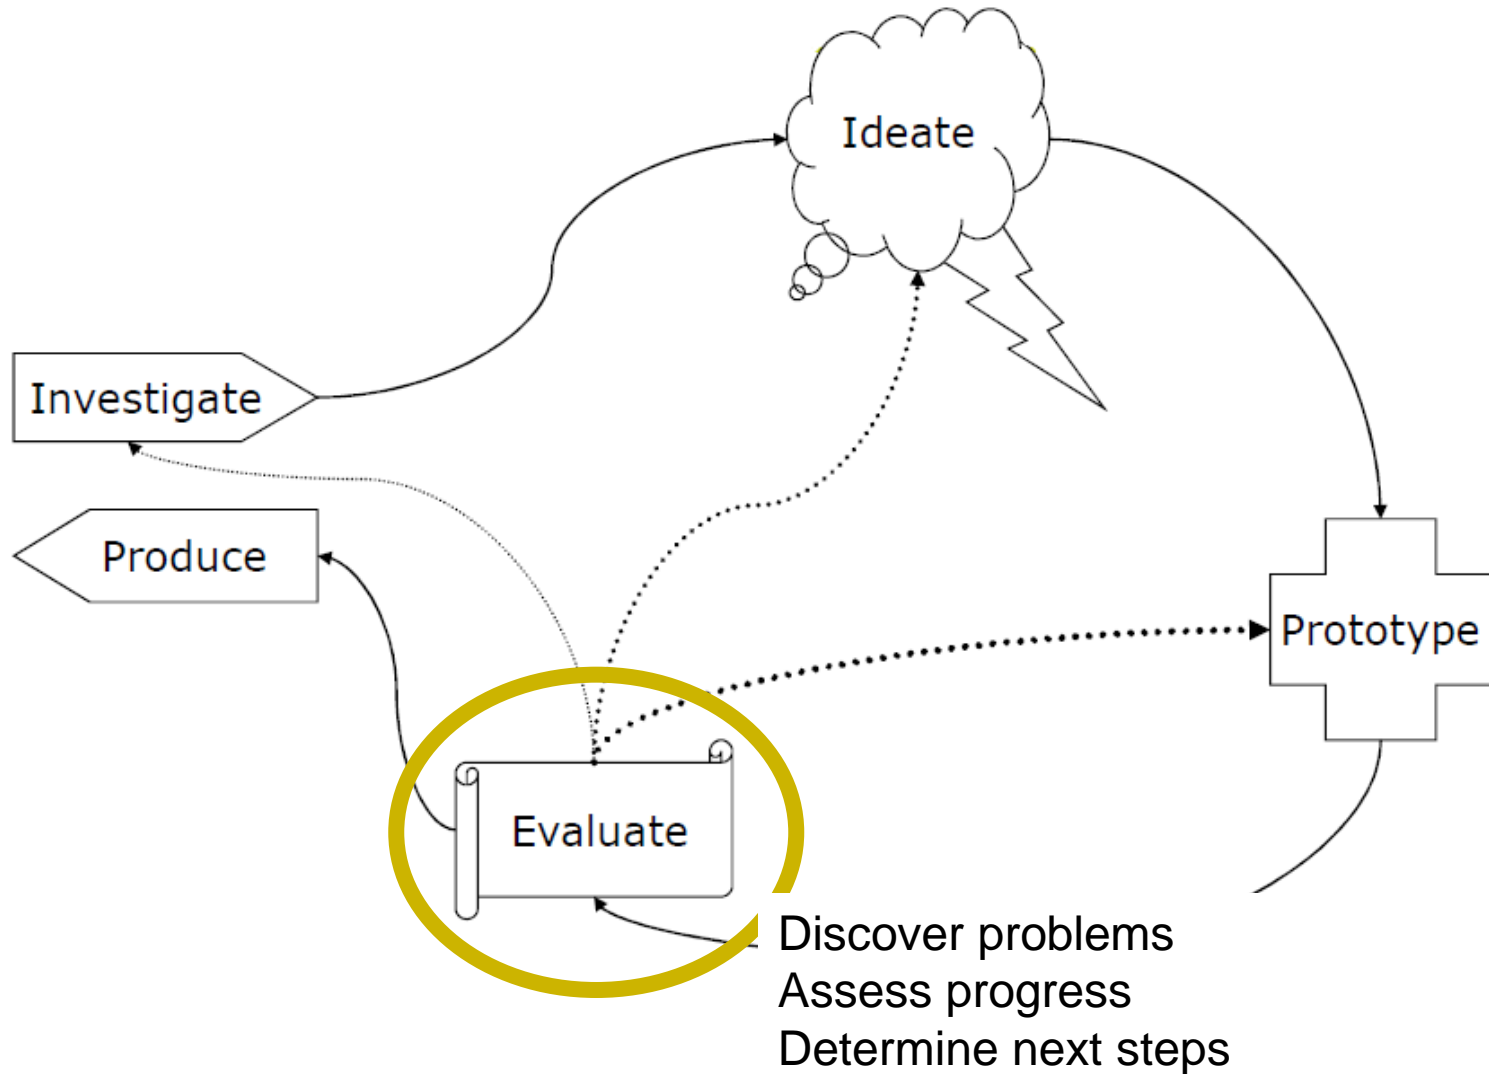 Ideate
Investigate
Produce
Prototype
Evaluate
Discover problems
Assess progress
Determine next steps